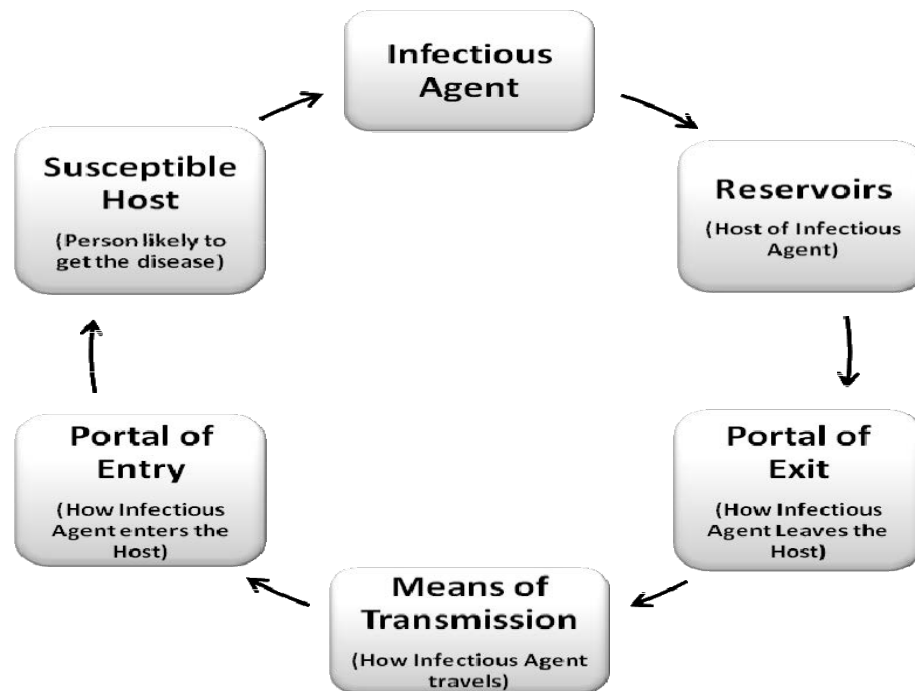 Infectious
Agent
Reservoirs
(Host of Infectious
Agent)
Portal of
Exit
(How Infectious
Agent Leaves the
Host)
Means of
Transmission
(How Infectious Agent
travels)
Portal of
Entry
(How Infectious
Agent enters the
Host)
Susceptible
Host
(Person likely to
get the disease)